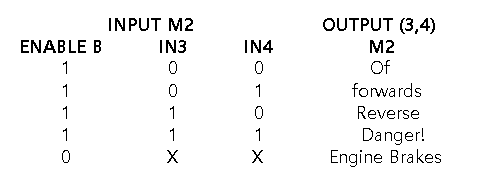 INPUT M2 OUTPUT (3,4)
ENABLE B IN3 IN4 M2
1 0 0 Of
1 0 1 forwards
1 1 0 Reverse
1 1 1 Danger!
0 X X Engine Brakes